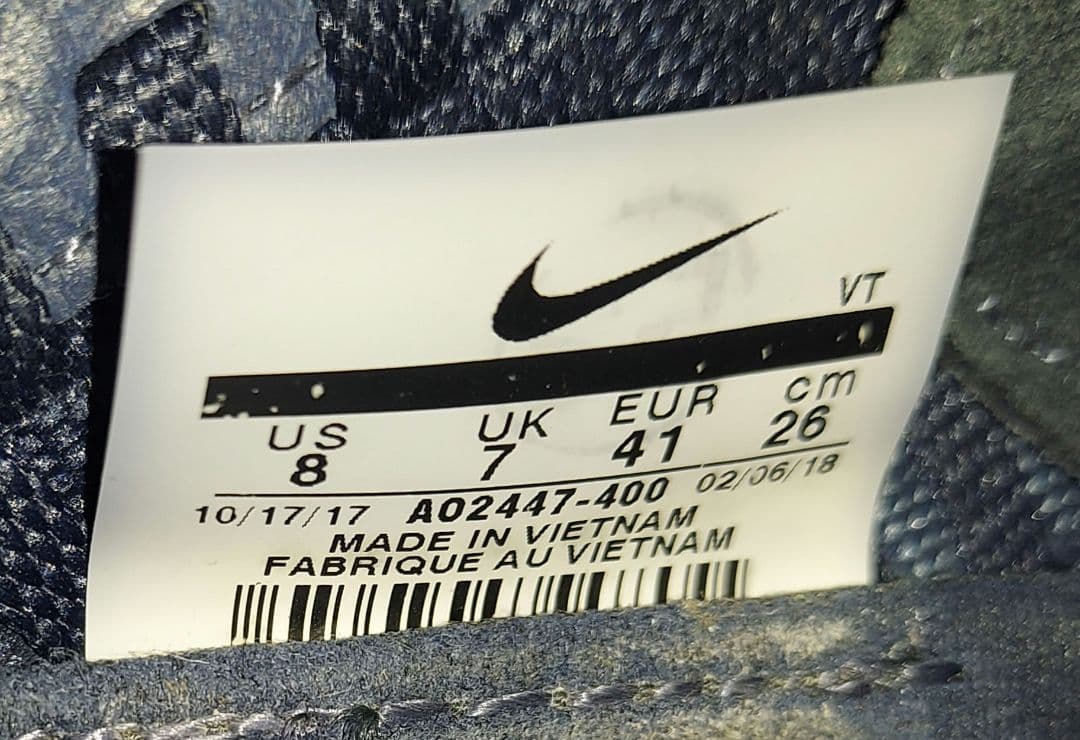 VT
US UK EUR cm
8 7 41 26
10/17/17 AO2447-400 02/06/18
MADE IN VIETNAM
FABRIQUE AU VIETNAM